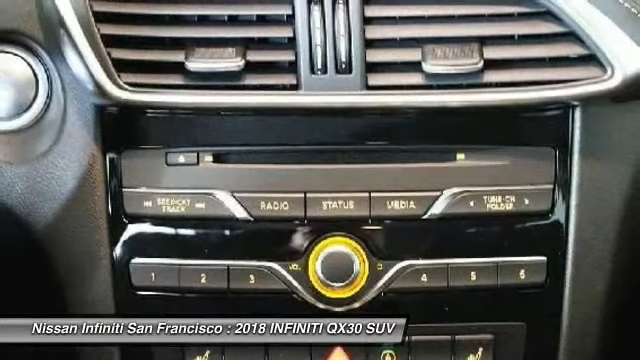 SEEK·CAT
TRACK
RADIO
STATUS
MEDIA
TUNE·CH
FOLDER
1 2 3 VOL 4 5 6
Nissan Infiniti San Francisco : 2018 INFINITI QX30 SUV